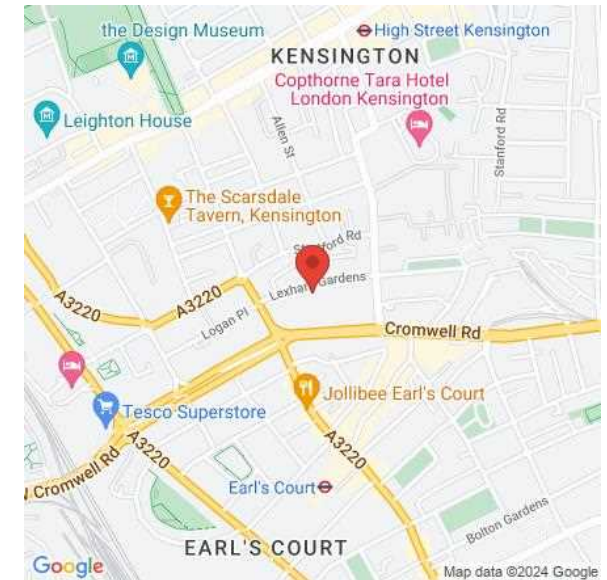 the Design Museum
High Street Kensington
KENSINGTON
Copthorne Tara Hotel
London Kensington
Leighton House
Allen St
Stanford Rd
The Scarsdale
Tavern, Kensington
A3220
A3220
Lexham Gardens
Logan Pl
Cromwell Rd
Jollibee Earl's Court
Tesco Superstore
A3220
A3220
Cromwell Rd
Earl's Court
Bolton Gardens
EARL'S COURT
Google
Map data ©2024 Google